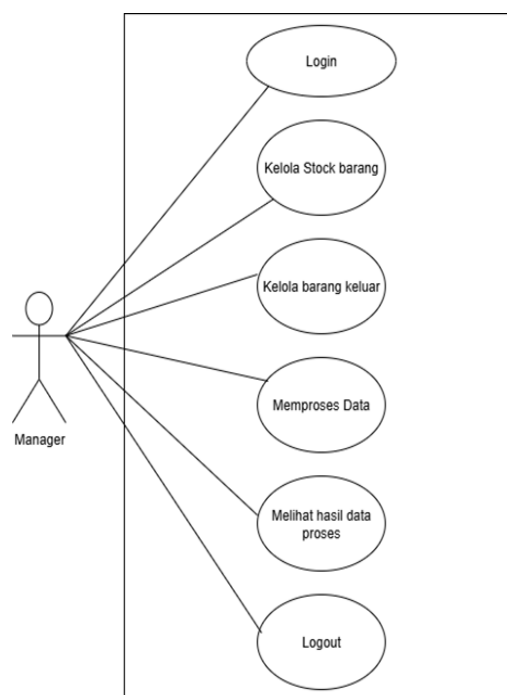 Login
Kelola Stock barang
Kelola barang keluar
Manager
Memproses Data
Melihat hasil data
proses
Logout